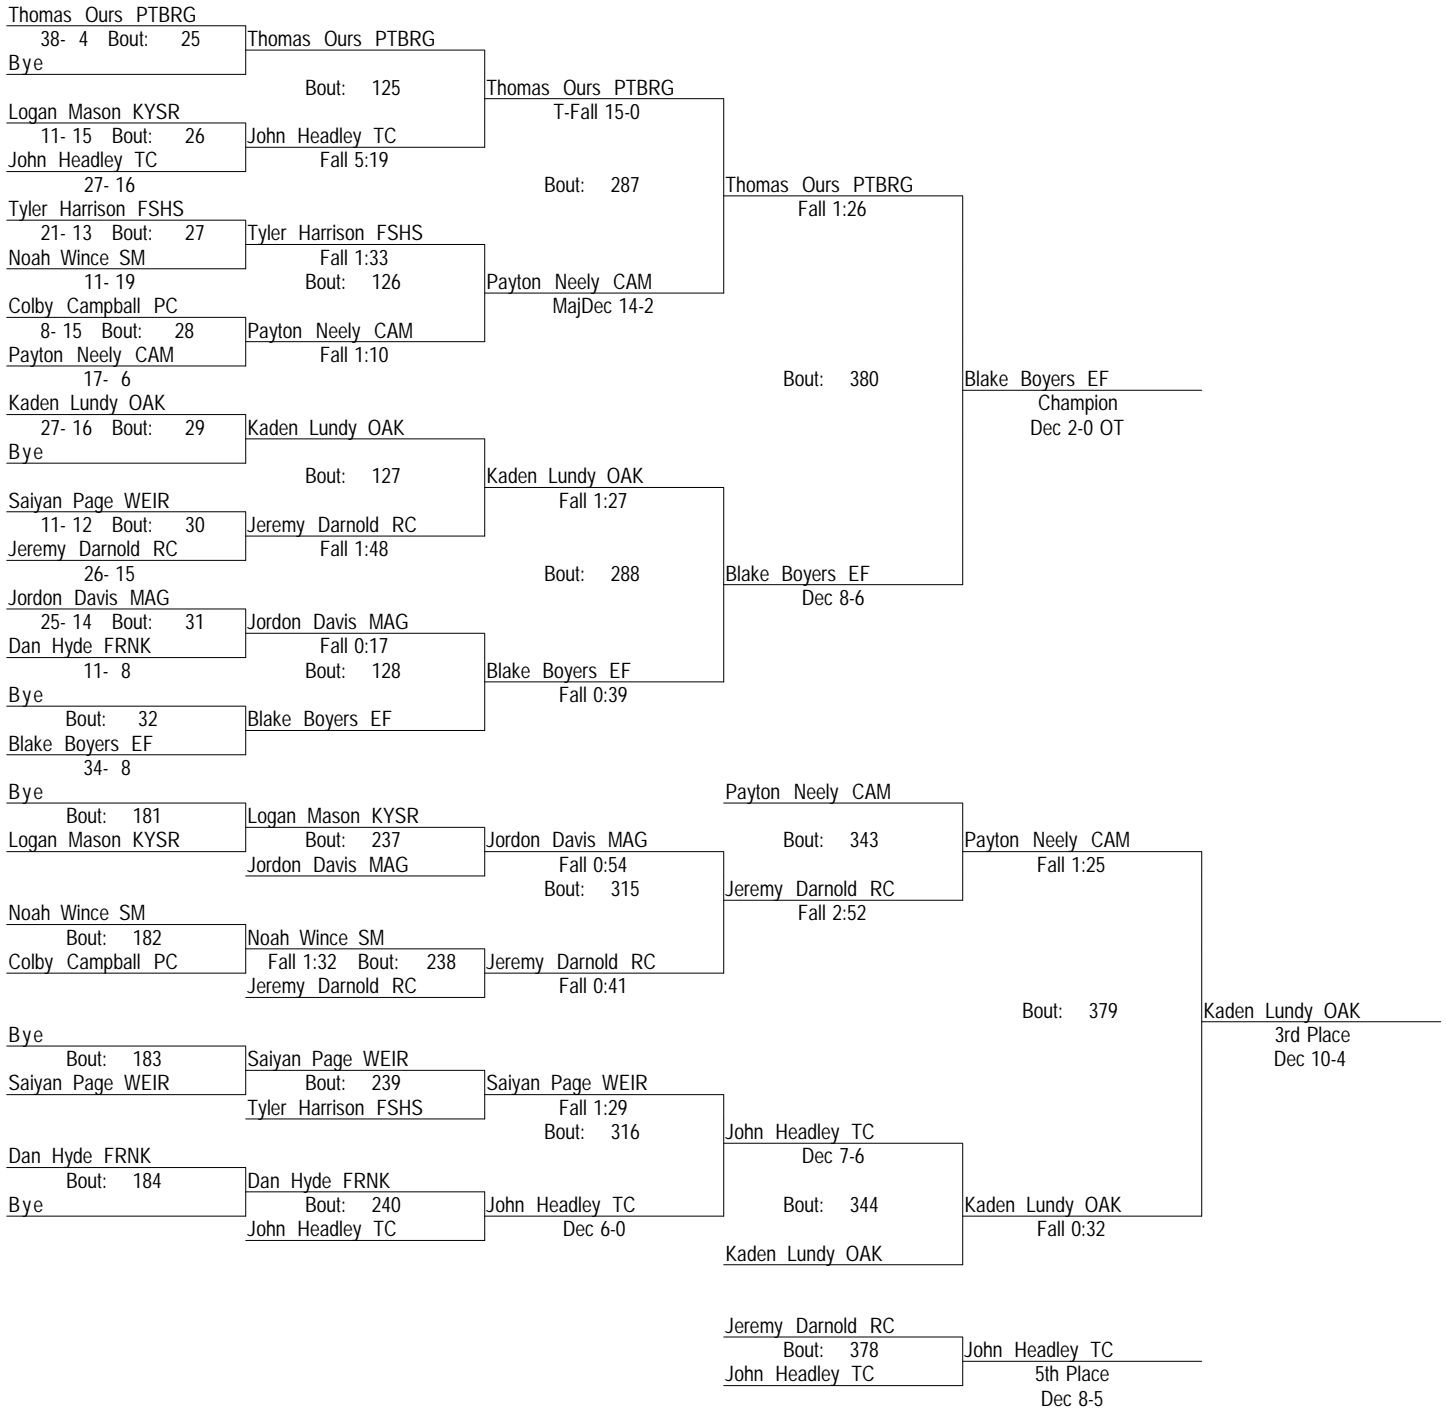 Thomas Ours PTBRG
38- 4 Bout: 25 Thomas Ours PTBRG
Bye
Bout: 125 Thomas Ours PTBRG
Logan Mason KYSR T-Fall 15-0
11- 15 Bout: 26 John Headley TC
John Headley TC Fall 5:19
27- 16 Bout: 287 Thomas Ours PTBRG
Tyler Harrison FSHS Fall 1:26
21- 13 Bout: 27 Tyler Harrison FSHS
Noah Wince SM Fall 1:33
11- 19 Bout: 126 Payton Neely CAM
Colby Campball PC MajDec 14-2
8- 15 Bout: 28 Payton Neely CAM
Payton Neely CAM Fall 1:10
17- 6 Bout: 380 Blake Boyers EF
Kaden Lundy OAK Champion
27- 16 Bout: 29 Kaden Lundy OAK Dec 2-0 OT
Bye
Bout: 127 Kaden Lundy OAK
Saiyan Page WEIR Fall 1:27
11- 12 Bout: 30 Jeremy Darnold RC
Jeremy Darnold RC Fall 1:48
26- 15 Bout: 288 Blake Boyers EF
Jordon Davis MAG Dec 8-6
25- 14 Bout: 31 Jordon Davis MAG
Dan Hyde FRNK Fall 0:17
11- 8 Bout: 128 Blake Boyers EF
Bye Fall 0:39
Bout: 32 Blake Boyers EF
Blake Boyers EF
34- 8
Bye Payton Neely CAM
Bout: 181 Logan Mason KYSR
Logan Mason KYSR Bout: 237 Jordon Davis MAG Bout: 343 Payton Neely CAM
Jordon Davis MAG Fall 0:54 Fall 1:25
Bout: 315 Jeremy Darnold RC
Noah Wince SM Fall 2:52
Bout: 182 Noah Wince SM
Colby Campball PC Fall 1:32 Bout: 238 Jeremy Darnold RC
Jeremy Darnold RC Fall 0:41
Bout: 379 Kaden Lundy OAK
Bye 3rd Place
Bout: 183 Saiyan Page WEIR Dec 10-4
Saiyan Page WEIR Bout: 239 Saiyan Page WEIR
Tyler Harrison FSHS Fall 1:29
Bout: 316 John Headley TC
Dan Hyde FRNK Dec 7-6
Bout: 184 Dan Hyde FRNK
Bye Bout: 240 John Headley TC Bout: 344 Kaden Lundy OAK
John Headley TC Dec 6-0 Fall 0:32
Kaden Lundy OAK
Jeremy Darnold RC
Bout: 378 John Headley TC
John Headley TC 5th Place
Dec 8-5